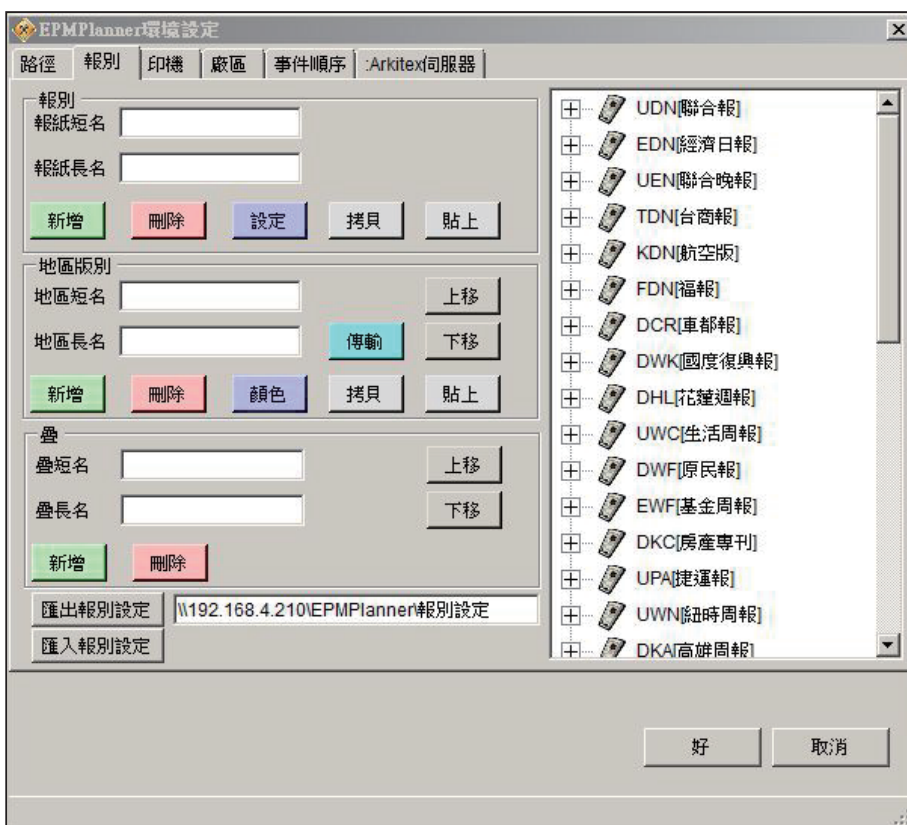 EPMPlanner環境設定
路徑 報別 印機 廠區 事件順序 :Arkitex伺服器
報別
報紙短名
報紙長名
新增 刪除 設定 拷貝 貼上
地區版別
地區短名 上移
地區長名 傳輸 下移
新增 刪除 顏色 拷貝 貼上
疊
疊短名 上移
疊長名 下移
新增 刪除
匯出報別設定 \\192.168.4.210\EPMPlanner\報別設定
匯入報別設定
UDN[聯合報]
EDN[經濟日報]
UEN[聯合晚報]
TDN[台商報]
KDN[航空版]
FDN[福報]
DCR[車都報]
DWK[國度復興報]
DHL[花蓮週報]
UWC[生活周報]
DWF[原民報]
EWF[基金周報]
DKC[房產專刊]
UPA[捷運報]
UWN[紐時周報]
DKA[高雄周報]
好 取消